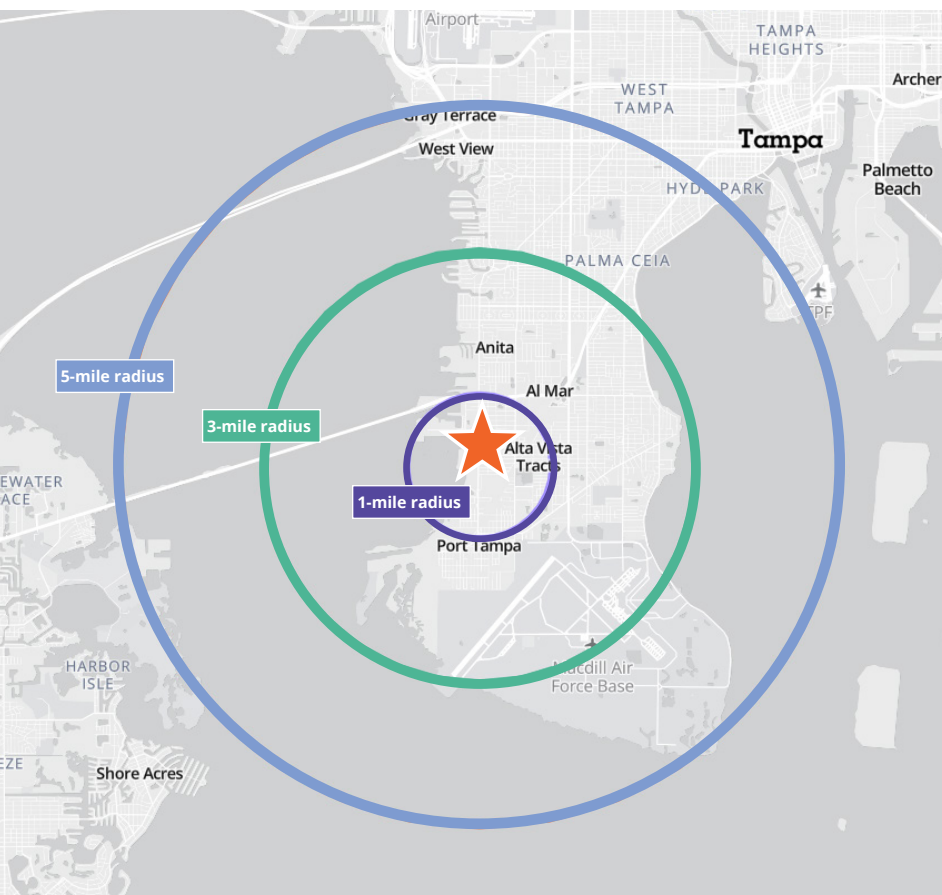 Airport
TAMPA
HEIGHTS
Archer
WEST
TAMPA
Gray Terrace
Tampa
West View
Palmetto
Beach
HYDE PARK
PALMA CEIA
TPF
Anita
5-mile radius
Al Mar
3-mile radius
Alta Vista
Tracts
EWATER
ACE
1-mile radius
Port Tampa
Macdill Air
Force Base
HARBOR
ISLE
EZE
Shore Acres